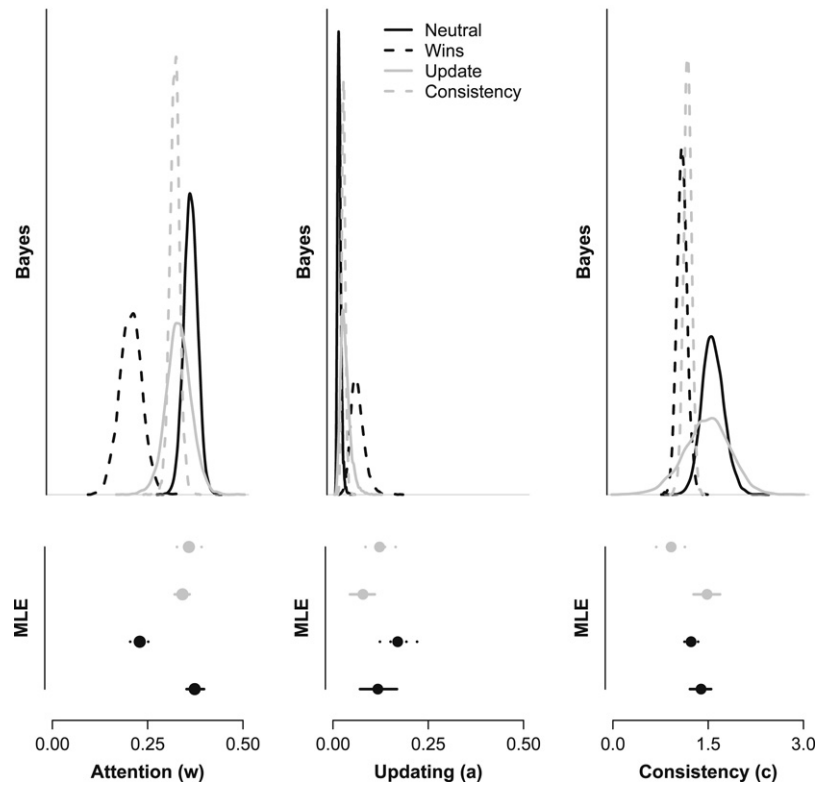 Neutral
Wins
Update
Consistency
Bayes
Bayes
Bayes
MLE
MLE
MLE
0.00 0.25 0.50
0.00 0.25 0.50
0.0 1.5 3.0
Attention (w)
Updating (a)
Consistency (c)